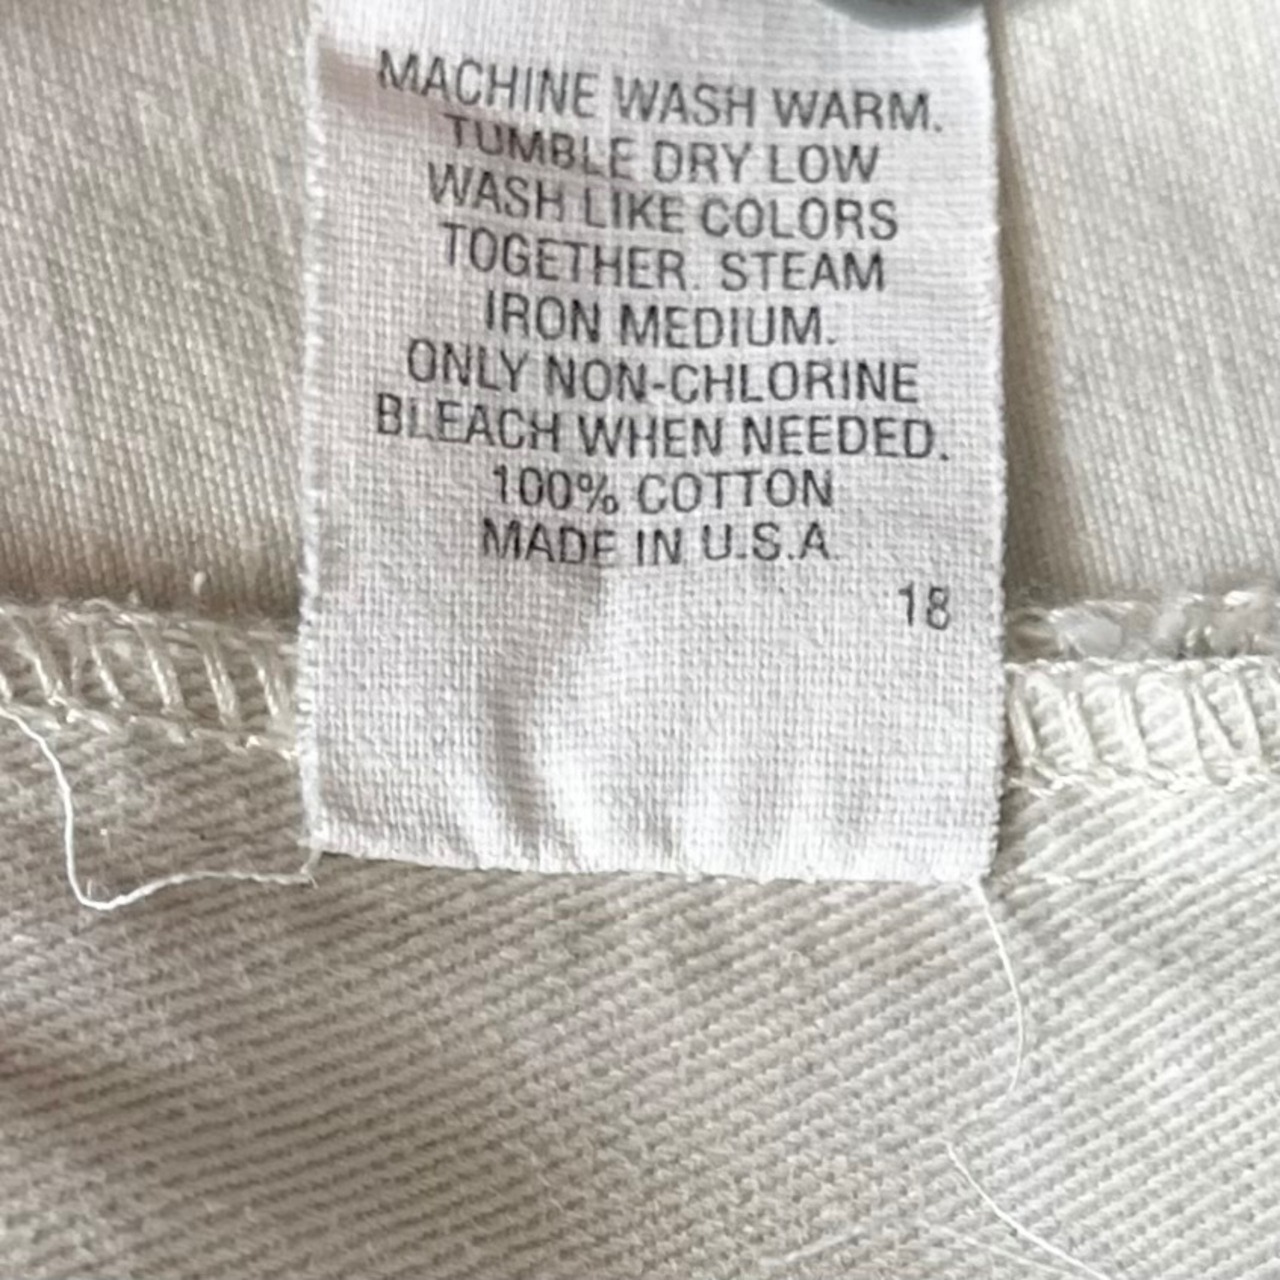 MACHINE WASH WARM.
TUMBLE DRY LOW
WASH LIKE COLORS
TOGETHER. STEAM
IRON MEDIUM.
ONLY NON-CHLORINE
BLEACH WHEN NEEDED.
100% COTTON
MADE IN U.S.A.
18